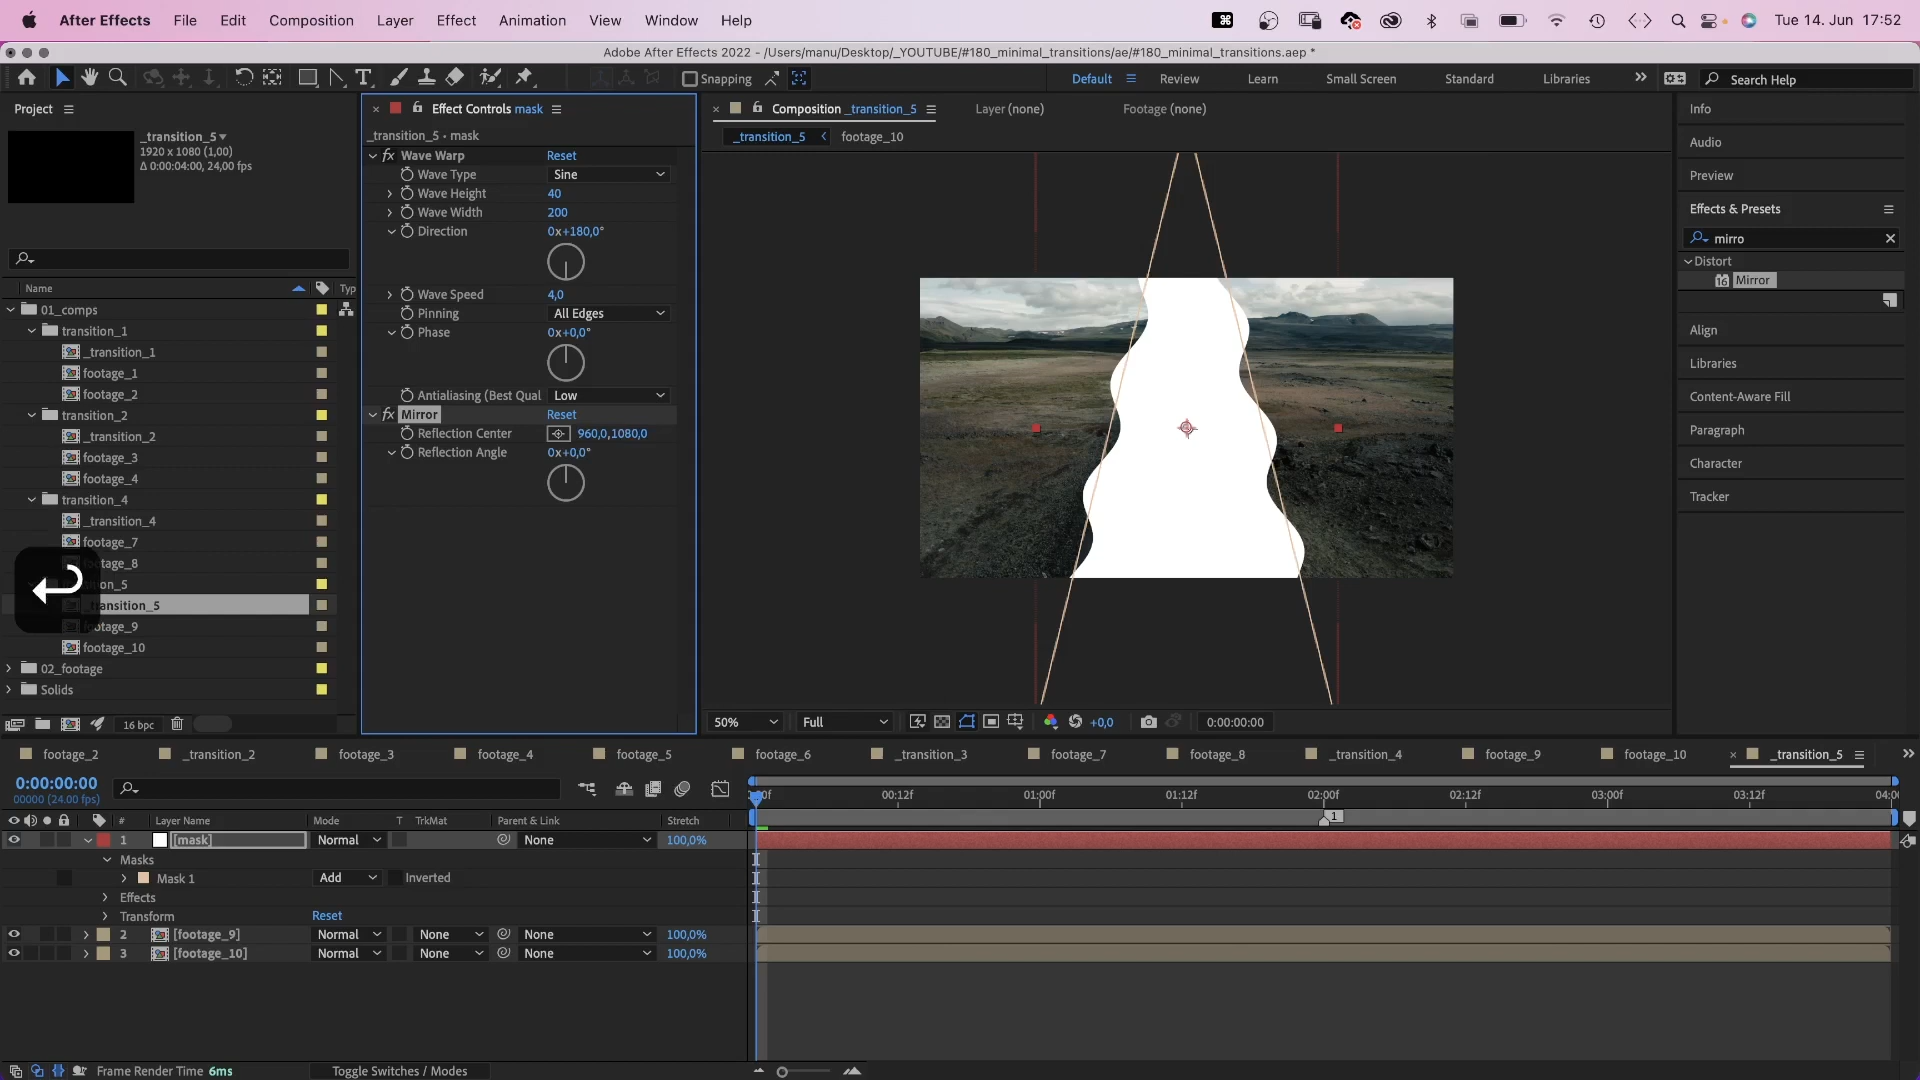 After Effects File Edit Composition Layer Effect Animation View Window Help Tue 14. Jun 17:52
Adobe After Effects 2022 - /Users/manu/Desktop/_YOUTUBE/#180_minimal_transitions/ae/#180_minimal_transitions.aep *
Snapping Default Review Learn Small Screen Standard Libraries Search Help
Project
_transition_5
1920 x 1080 (1,00)
Δ 0:00:04:00, 24,00 fps
Name Typ
01_comps
transition_1
_transition_1
footage_1
footage_2
transition_2
_transition_2
footage_3
footage_4
transition_4
_transition_4
footage_7
footage_8
_transition_5
footage_9
footage_10
02_footage
Solids
16 bpc
Effect Controls mask
_transition_5 • mask
fx Wave Warp Reset
Wave Type Sine
Wave Height 40
Wave Width 200
Direction 0x+180,0°
Wave Speed 4,0
Pinning All Edges
Phase 0x+0,0°
Antialiasing (Best Qual Low
fx Mirror Reset
Reflection Center 960,0,1080,0
Reflection Angle 0x+0,0°
Composition _transition_5 Layer (none) Footage (none)
_transition_5 footage_10
50% Full +0,0 0:00:00:00
Info
Audio
Preview
Effects & Presets
mirro
Distort
16 Mirror
Align
Libraries
Content-Aware Fill
Paragraph
Character
Tracker
footage_2 _transition_2 footage_3 footage_4 footage_5 footage_6 _transition_3 footage_7 footage_8 _transition_4 footage_9 footage_10 _transition_5
0:00:00:00
00000 (24.00 fps)
00:12f 01:00f 01:12f 02:00f 02:12f 03:00f 03:12f
# Layer Name Mode T TrkMat Parent & Link Stretch 1
1 [mask] Normal None 100,0%
Masks
Mask 1 Add Inverted
Effects
Transform Reset
2 [footage_9] Normal None None 100,0%
3 [footage_10] Normal None None 100,0%
Frame Render Time 6ms Toggle Switches / Modes